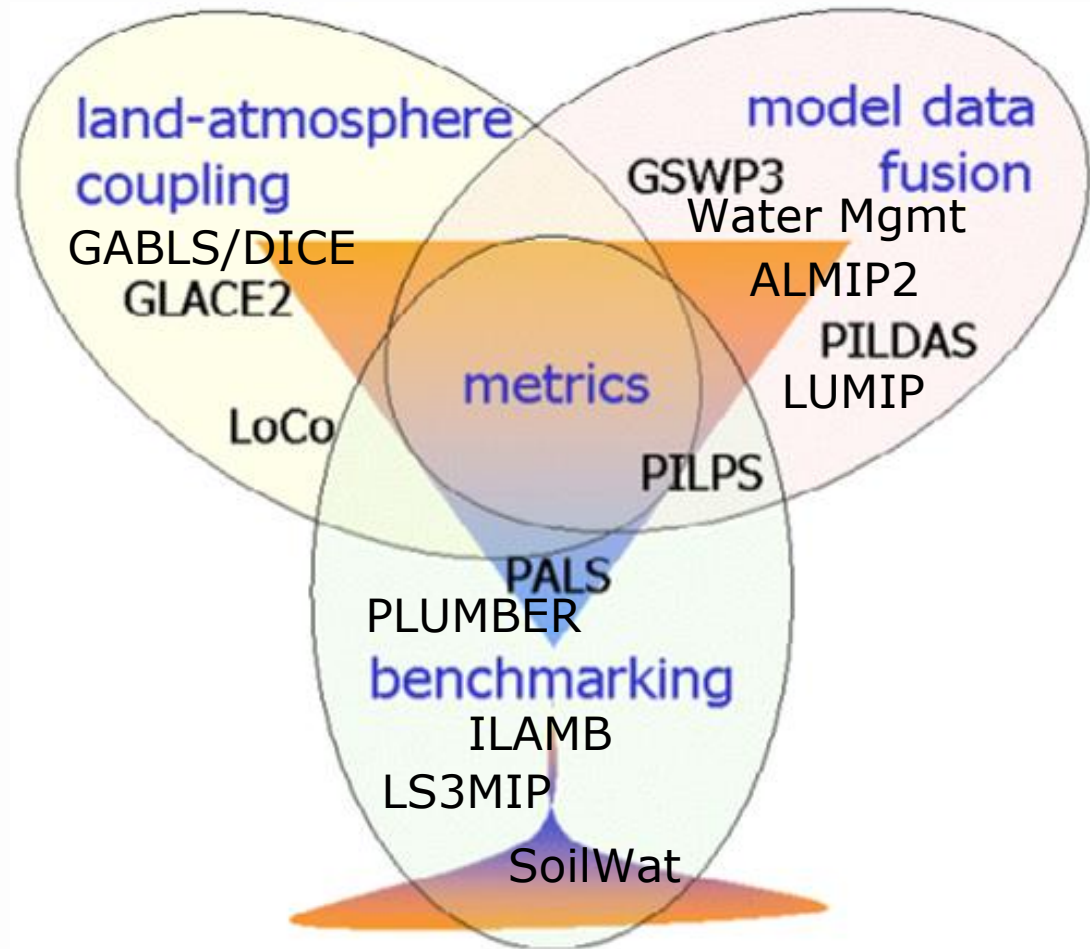 land-atmosphere
coupling
GABLS/DICE
GLACE2
LoCo
model data
fusion
GSWP3
Water Mgmt
ALMIP2
PILDAS
LUMIP
metrics
PILPS
PALS
PLUMBER
benchmarking
ILAMB
LS3MIP
SoilWat